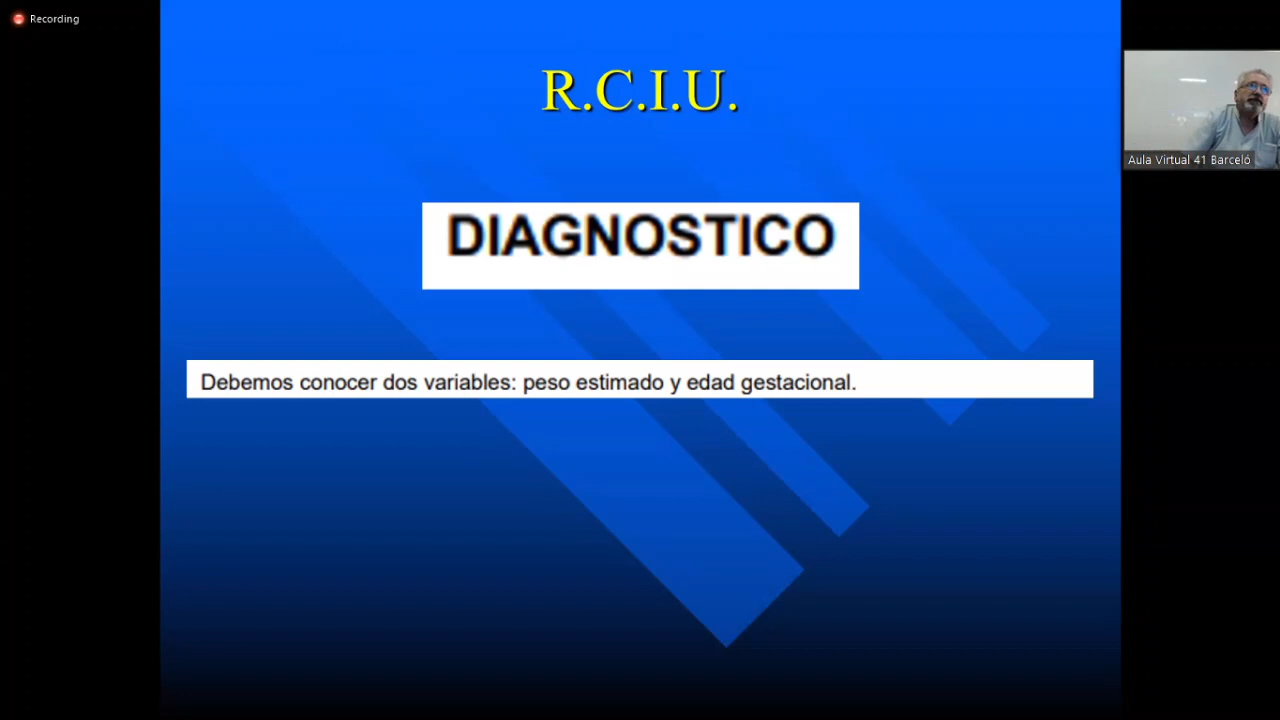 Recording
R.C.I.U.
Aula Virtual 41 Barceló
DIAGNOSTICO
Debemos conocer dos variables: peso estimado y edad gestacional.